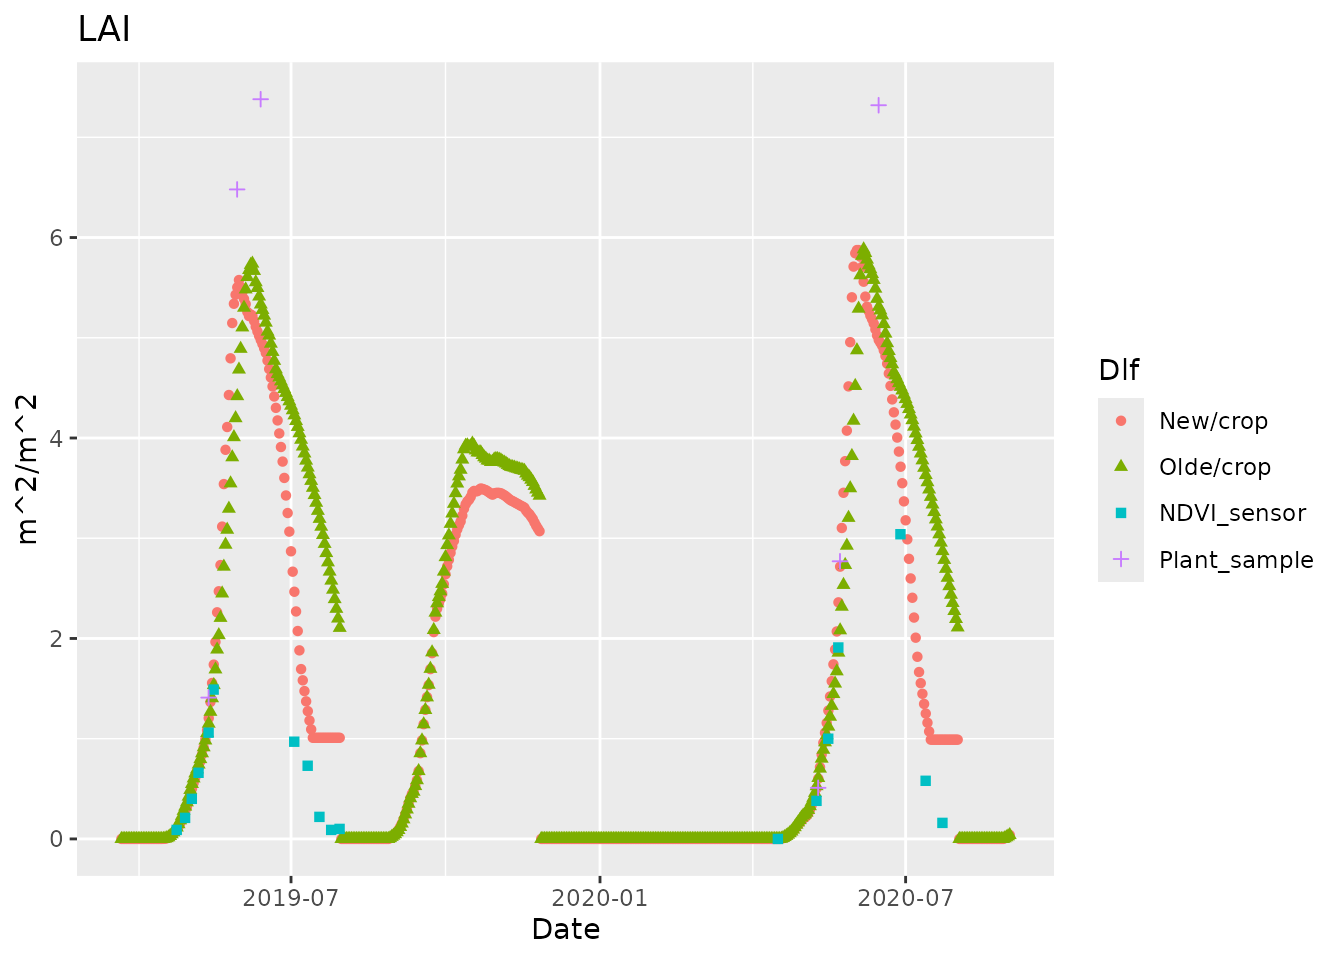 LAI
6
4
2
0
m^2/m^2
2019-07
2020-01
2020-07
Date
Dlf
New/crop
Olde/crop
NDVI_sensor
Plant_sample